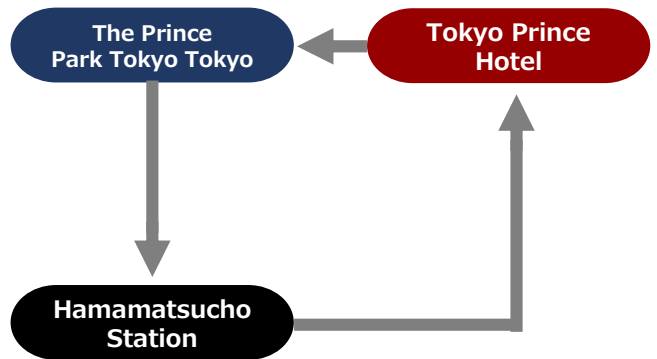 The Prince
Park Tokyo Tokyo
Tokyo Prince
Hotel
Hamamatsucho
Station